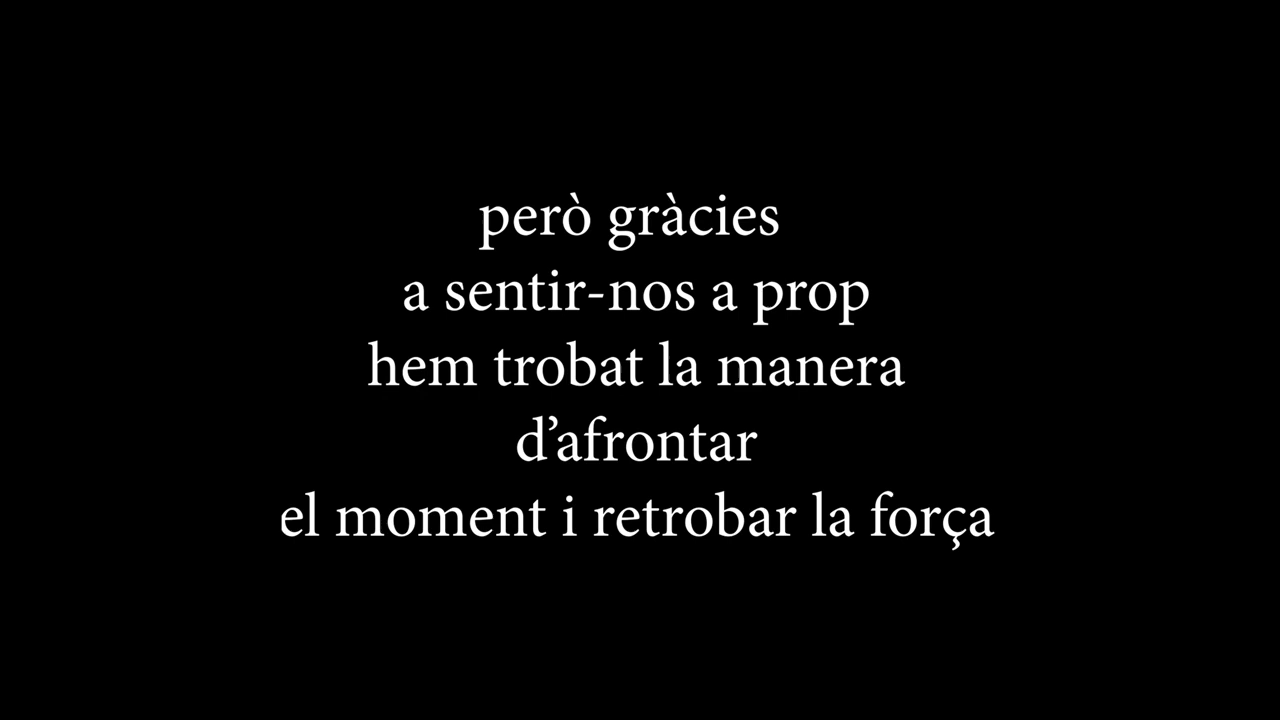 però gràcies
a sentir-nos a prop
hem trobat la manera
d’afrontar
el moment i retrobar la força